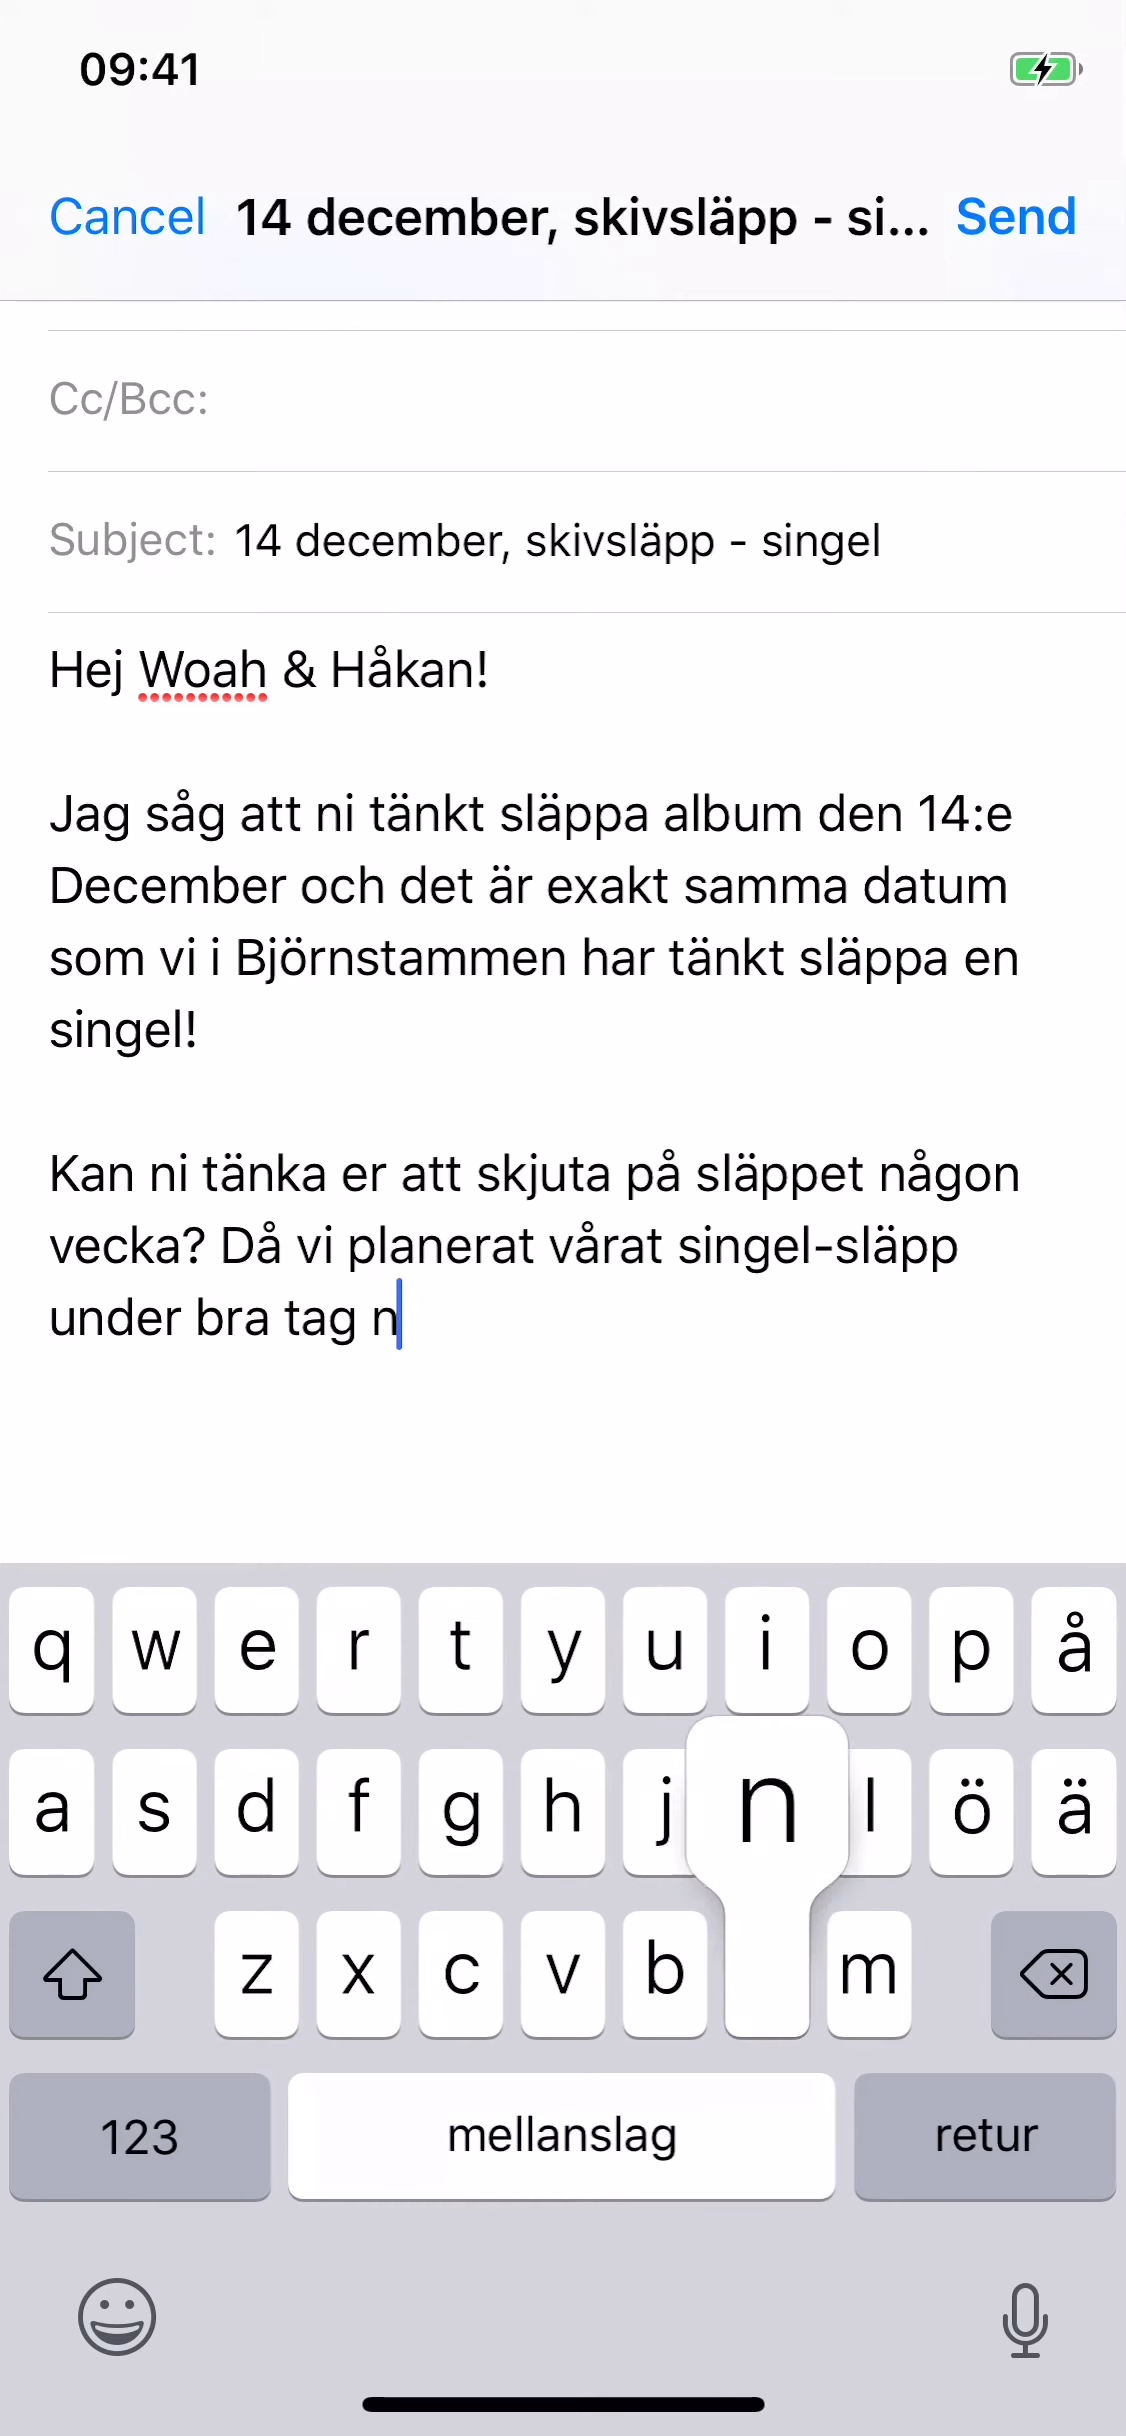 09:41
Cancel 14 december, skivsläpp - si... Send
Cc/Bcc:
Subject: 14 december, skivsläpp - singel
Hej Woah & Håkan!
Jag såg att ni tänkt släppa album den 14:e
December och det är exakt samma datum
som vi i Björnstammen har tänkt släppa en
singel!
Kan ni tänka er att skjuta på släppet någon
vecka? Då vi planerat vårat singel-släpp
under bra tag n
q w e r t y u i o p å
a s d f g h j n l ö ä
z x c v b m
123 mellanslag retur